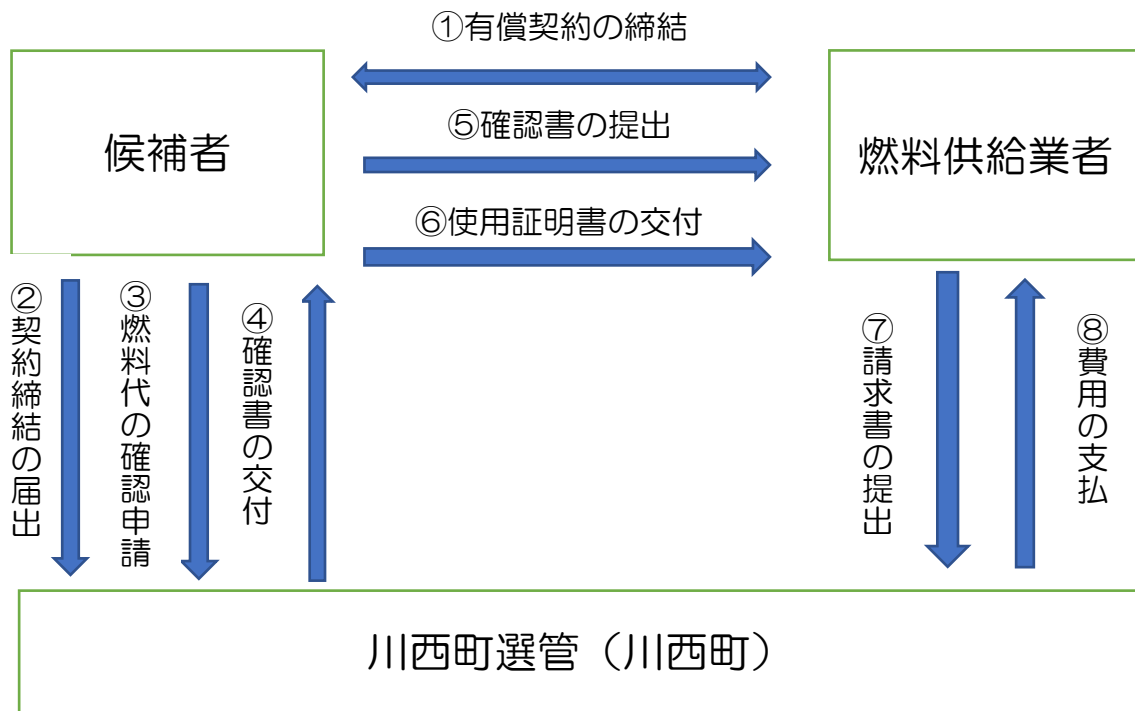 ①有償契約の締結
候補者
⑤確認書の提出
燃料供給業者
⑥使用証明書の交付
②契約締結の届出
③燃料代の確認申請
④確認書の交付
⑦請求書の提出
⑧費用の支払
川西町選管（川西町）